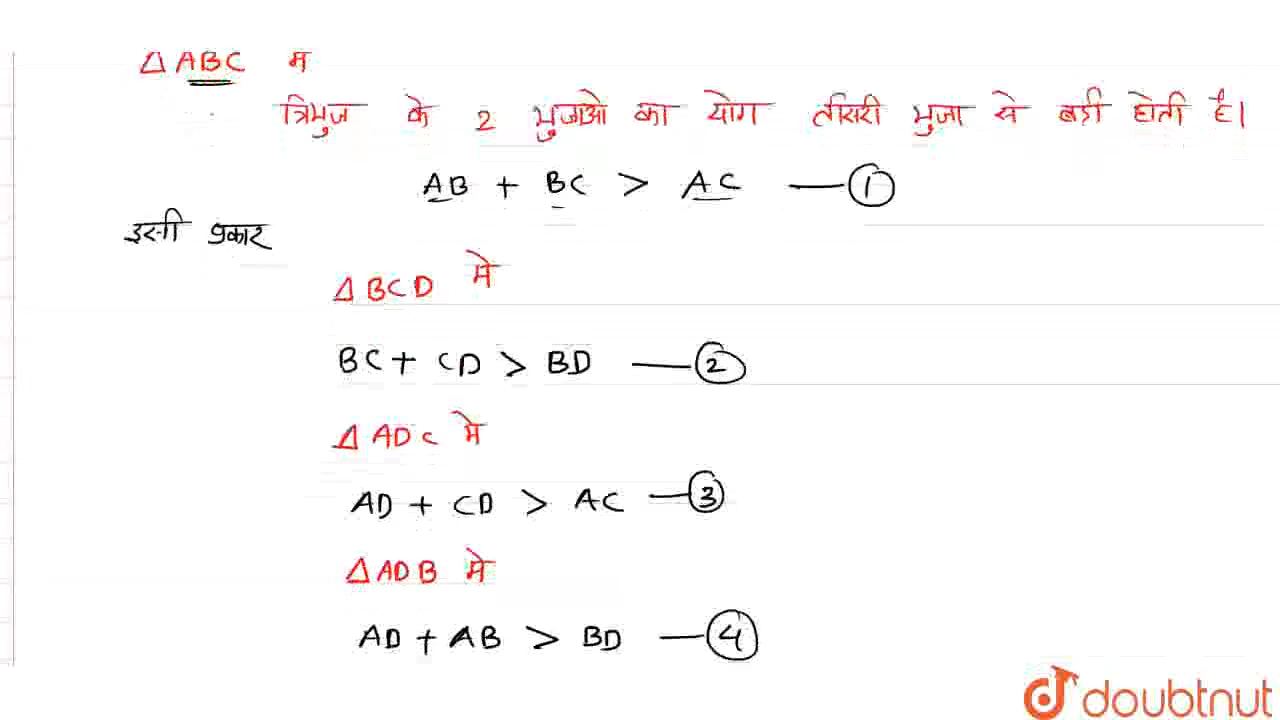 △ ABC म
त्रिभुज के 2 भुजाओ का योग तीसरी भुजा से बड़ी होती है।
AB + BC > AC — ①
इसी प्रकार
△ BCD मे
BC + CD > BD — ②
△ ADC मे
AD + CD > AC — ③
△ ADB मे
AD + AB > BD — ④
doubtnut